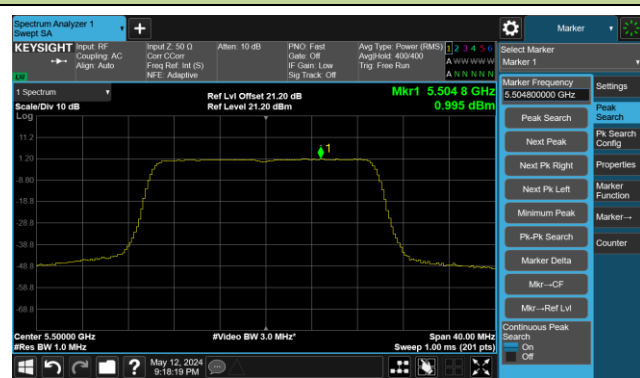 Spectrum Analyzer 1
Swept SA
+
Marker
KEYSIGHT
Input: RF
Coupling: AC
Align: Auto
Input Z: 50 Ω
Corr CCorr
Freq Ref: Int (S)
NFE: Adaptive
Atten: 10 dB
PNO: Fast
Gate: Off
IF Gain: Low
Sig Track: Off
Avg Type: Power (RMS)
Avg|Hold: 400/400
Trig: Free Run
1 2 3 4 5 6
A W W W W W
A N N N N N
LXI
Select Marker
Marker 1
Marker Frequency
5.504800000 GHz
Settings
Peak Search
Next Peak
Next Pk Right
Next Pk Left
Minimum Peak
Pk-Pk Search
Marker Delta
Mkr→CF
Mkr→Ref Lvl
Continuous Peak
Search
On
Off
Peak
Search
Pk Search
Config
Properties
Marker
Function
Marker→
Counter
1 Spectrum
Scale/Div 10 dB
Log
Ref Lvl Offset 21.20 dB
Ref Level 21.20 dBm
Mkr1 5.504 8 GHz
0.995 dBm
11.2
1.20
-8.80
-18.8
-28.8
-38.8
-48.8
-58.8
-68.8
1
Center 5.50000 GHz
#Res BW 1.0 MHz
#Video BW 3.0 MHz*
Span 40.00 MHz
Sweep 1.00 ms (201 pts)
?
May 12, 2024
9:18:19 PM